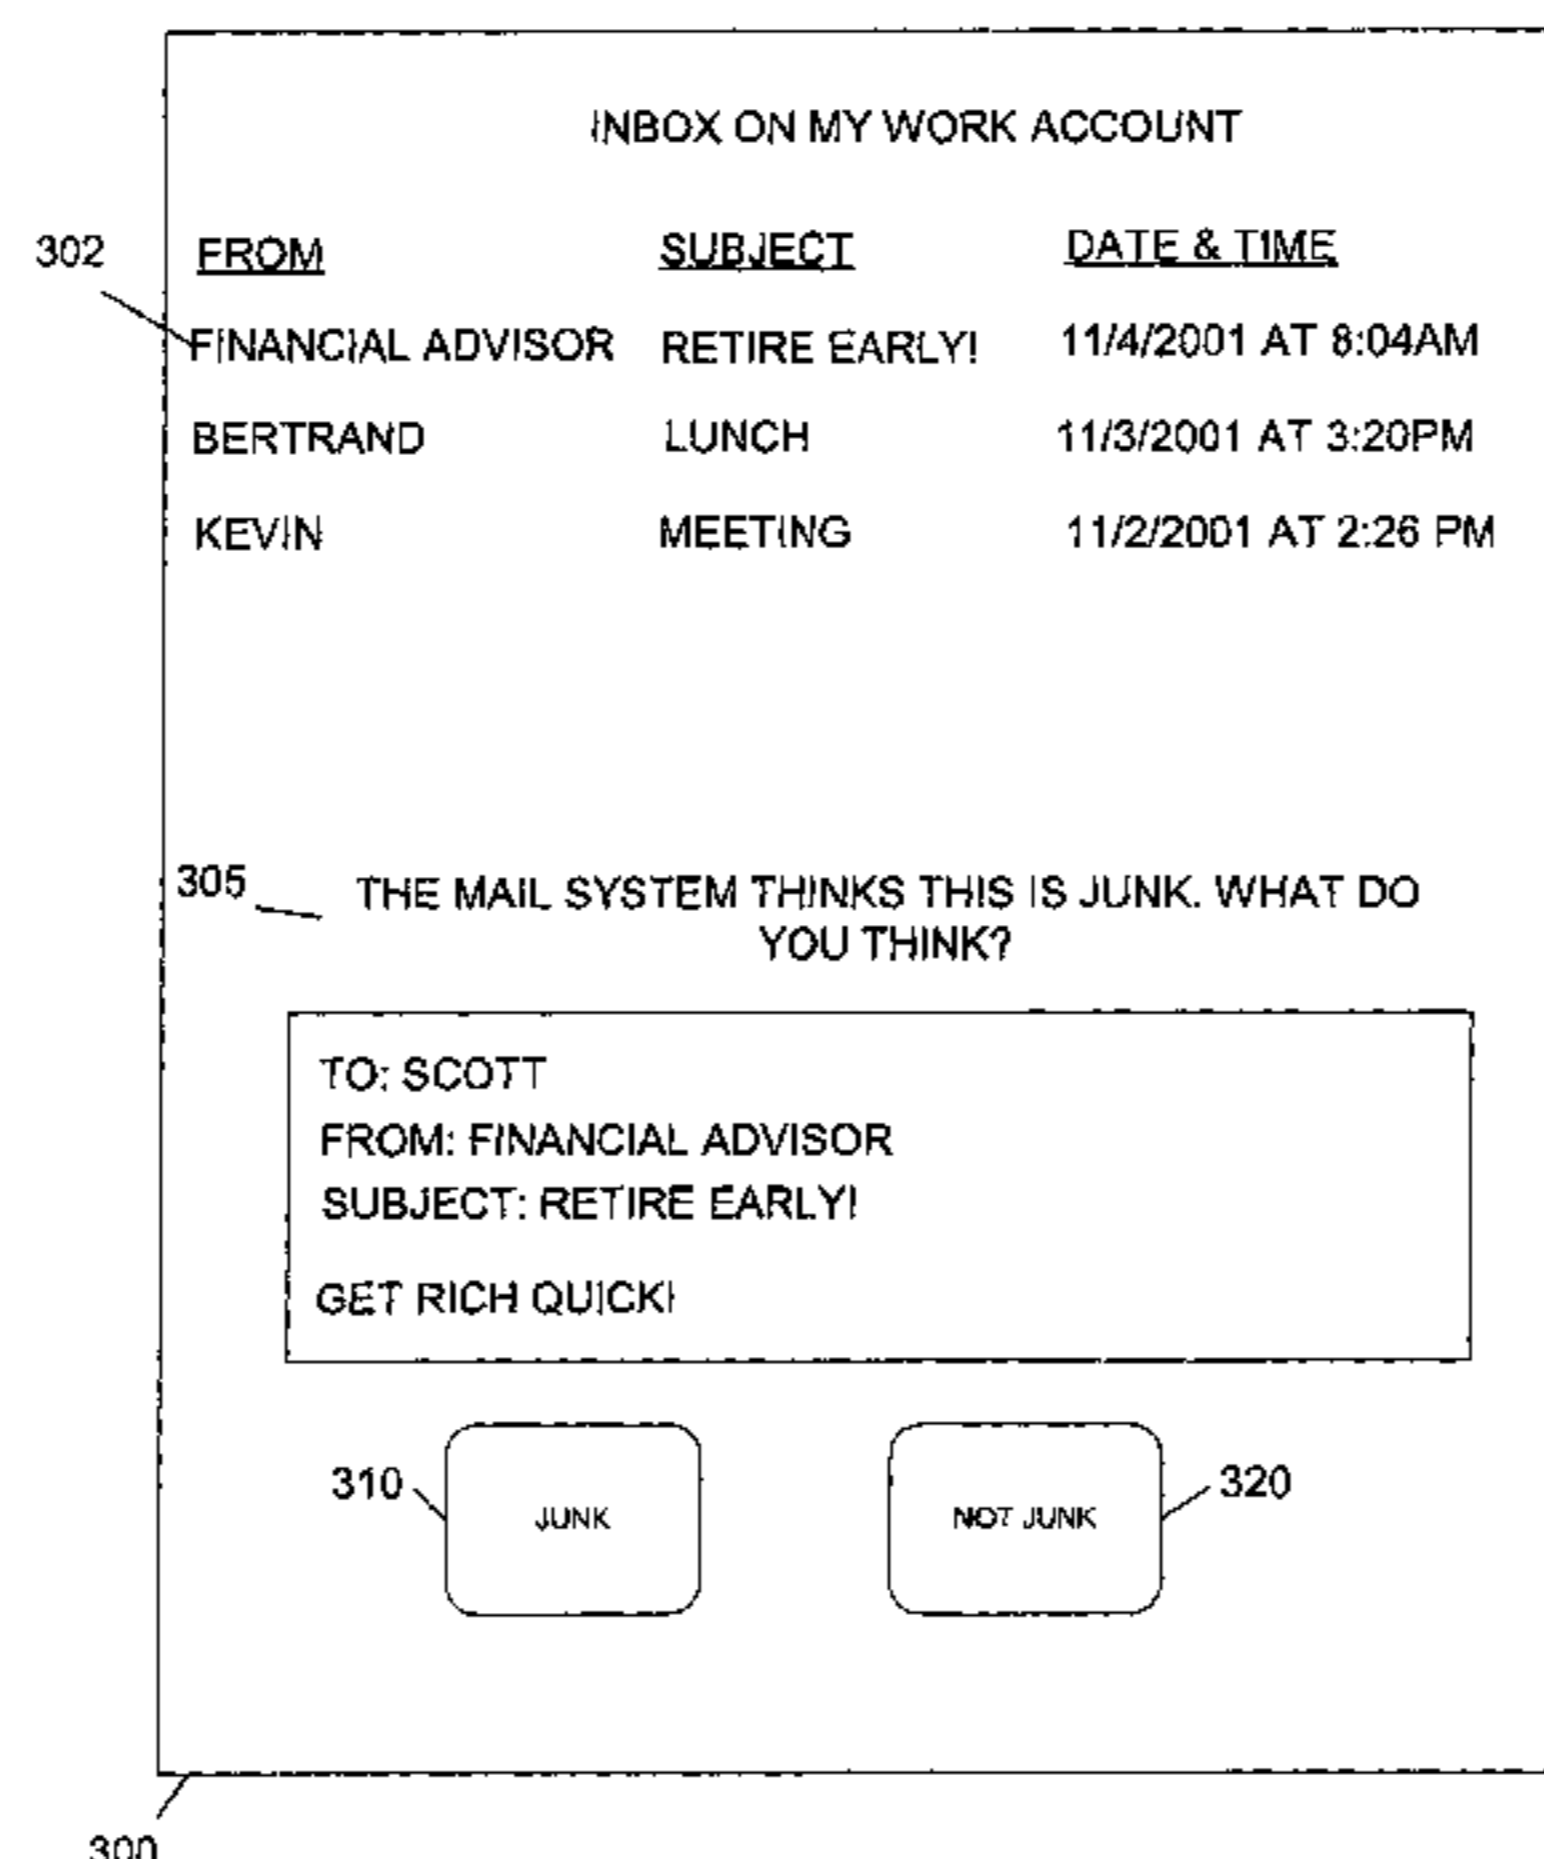 INBOX ON MY WORK ACCOUNT
302 FROM SUBJECT DATE & TIME
FINANCIAL ADVISOR RETIRE EARLY! 11/4/2001 AT 8:04AM
BERTRAND LUNCH 11/3/2001 AT 3:20PM
KEVIN MEETING 11/2/2001 AT 2:26 PM
305 THE MAIL SYSTEM THINKS THIS IS JUNK. WHAT DO
YOU THINK?
TO: SCOTT
FROM: FINANCIAL ADVISOR
SUBJECT: RETIRE EARLY!
GET RICH QUICK!
310 JUNK NOT JUNK 320
300